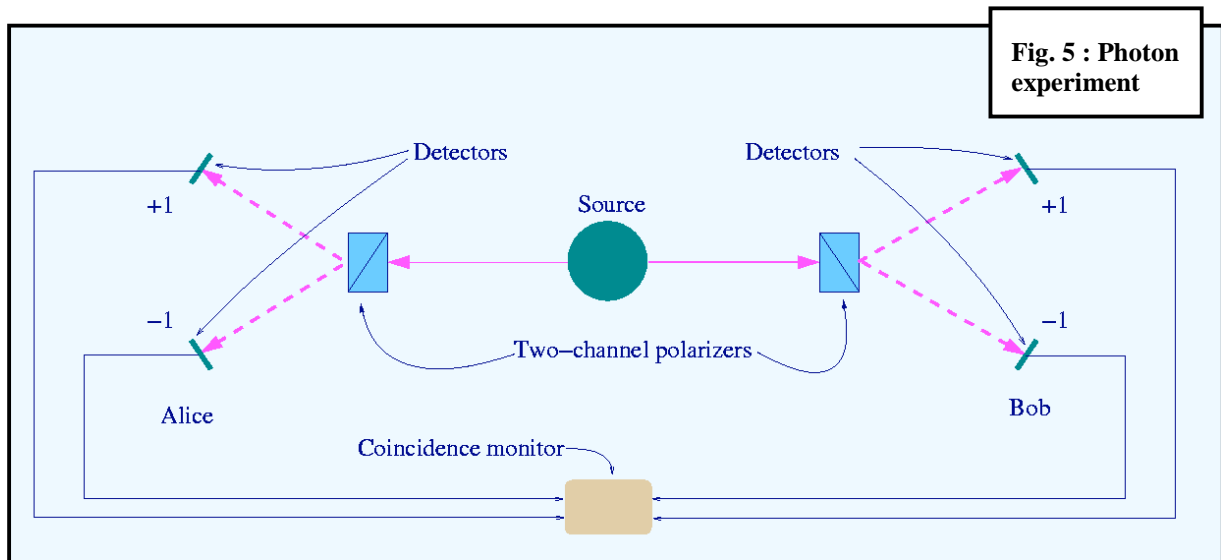 Fig. 5 : Photon
experiment
Detectors
Detectors
Source
+1
+1
−1
−1
Two−channel polarizers
Alice
Bob
Coincidence monitor